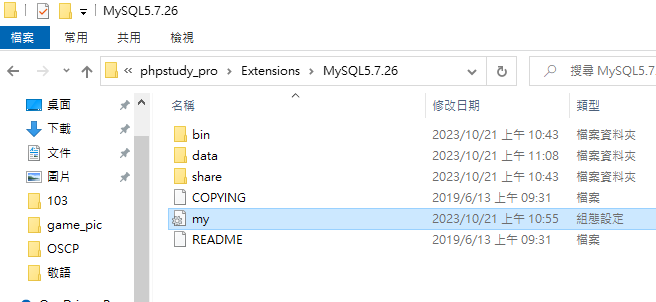 MySQL5.7.26
檔案 常用 共用 檢視
« phpstudy_pro › Extensions › MySQL5.7.26 搜尋 MySQL5.7
名稱 修改日期 類型
桌面
下載
文件
圖片
103
game_pic
OSCP
敬語
bin 2023/10/21 上午 10:43 檔案資料夾
data 2023/10/21 上午 11:08 檔案資料夾
share 2023/10/21 上午 10:43 檔案資料夾
COPYING 2019/6/13 上午 09:31 檔案
my 2023/10/21 上午 10:55 組態設定
README 2019/6/13 上午 09:31 檔案